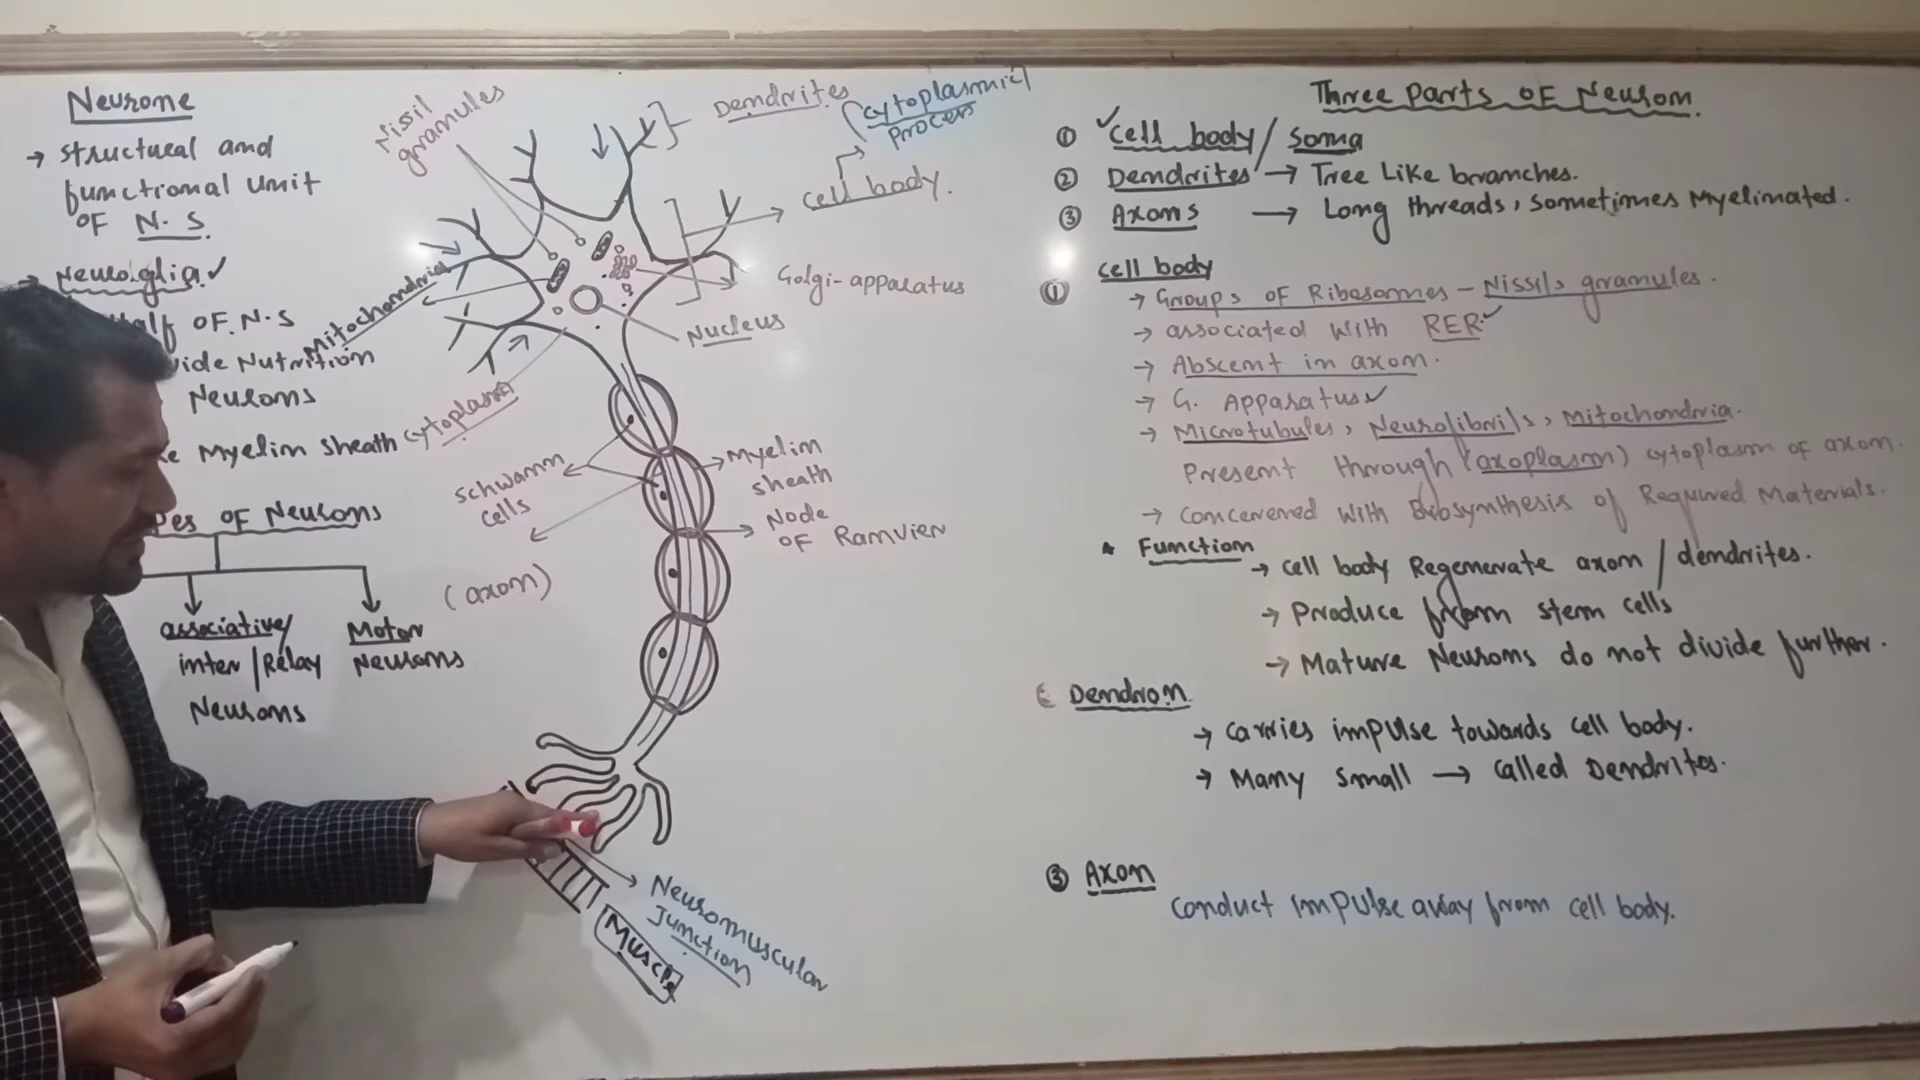 Neurone
→ structural and
functional unit
OF N.S.
→ Neuroglia ✓
Half OF N.S
vide Nutrition
Neurons
Myelin sheath
Types OF Neurons
associative/
inter/Relay
Neurons
Motor
Neurons
Nissil
granules
Dendrites
(cytoplasmic
Process
cell body.
Golgi-apparatus
Mitochondria
Nucleus
cytoplasm
Schwann
cells
Myelin
sheath
Node
OF Ramvier
(axon)
Neuromuscular
Junction
Muscle
Three Parts OF Neuron.
① ✓Cell body/Soma
② Dendrites → Tree Like branches.
③ Axons → Long threads, sometimes Myelinated.
① cell body
→ Groups OF Ribosomes - Nissils granules.
→ associated with RER. ✓
→ Abscent in axon.
→ G. Apparatus ✓
→ Microtubules, Neurofibrils, Mitochondria.
Present through (axoplasm) cytoplasm of axon.
→ concerened with Biosynthesis of Required Materials.
* Function
→ cell body Regenerate axon/dendrites.
→ Produce from stem cells
→ Mature Neurons do not divide further.
Dendron
→ Carries impulse towards cell body.
→ Many small → called Dendrites.
③ Axon
Conduct impulse away from cell body.